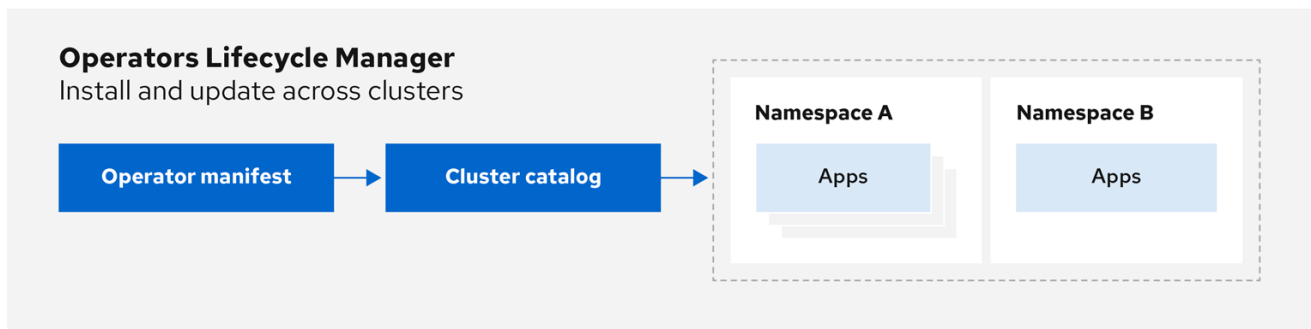 Operators Lifecycle Manager
Install and update across clusters
Operator manifest
Cluster catalog
Namespace A
Apps
Namespace B
Apps